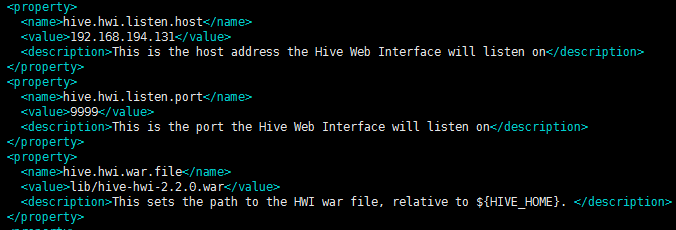 <property>
  <name>hive.hwi.listen.host</name>
  <value>192.168.194.131</value>
  <description>This is the host address the Hive Web Interface will listen on</description>
</property>
<property>
  <name>hive.hwi.listen.port</name>
  <value>9999</value>
  <description>This is the port the Hive Web Interface will listen on</description>
</property>
<property>
  <name>hive.hwi.war.file</name>
  <value>lib/hive-hwi-2.2.0.war</value>
  <description>This sets the path to the HWI war file, relative to ${HIVE_HOME}. </description>
</property>
<property>